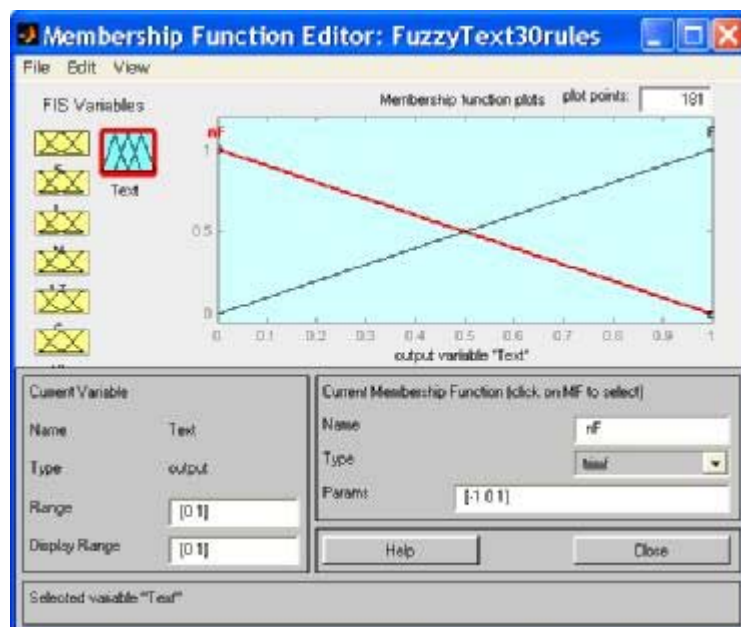 Membership Function Editor: FuzzyText30rules
File Edit View
FIS Variables
Membership function plots
plot points:
181
Text
nF
F
1
0.5
0
0 0.1 0.2 0.3 0.4 0.5 0.6 0.7 0.8 0.9 1
output variable "Text"
Current Variable
Name Text
Type output
Range [0 1]
Display Range [0 1]
Current Membership Function (click on MF to select)
Name nF
Type trimf
Params [-1 0 1]
Help
Close
Selected variable "Text"